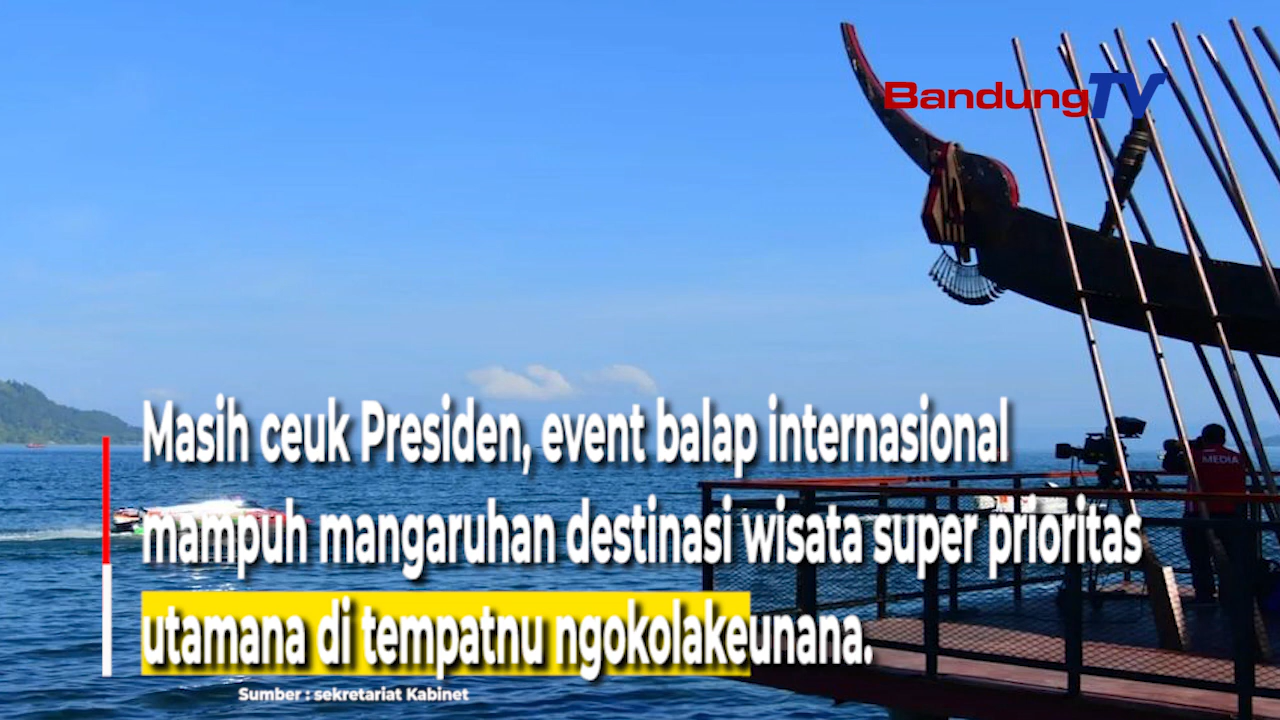 BandungTV
MEDIA
Masih ceuk Presiden, event balap internasional
mampuh mangaruhan destinasi wisata super prioritas
utamana di tempatnu ngokolakeunana.
Sumber : sekretariat Kabinet